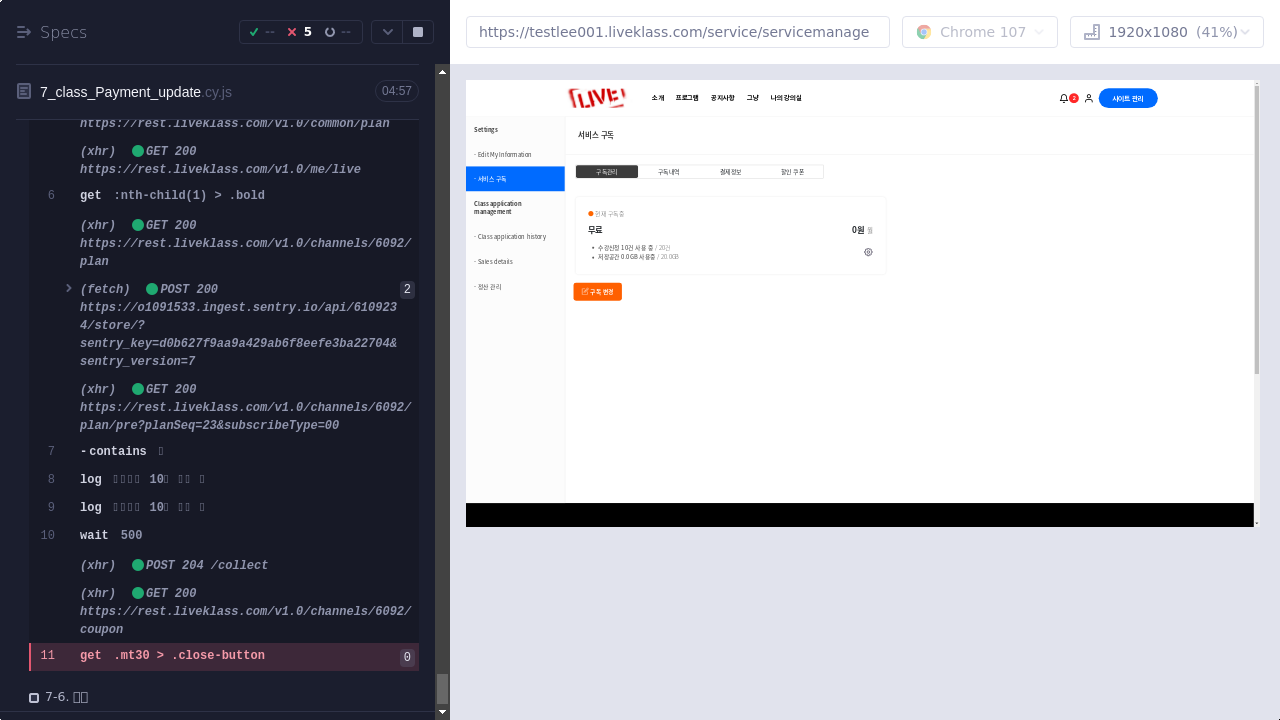 Specs
-- 5 --
https://testlee001.liveklass.com/service/servicemanage
Chrome 107
1920x1080 (41%)
7_class_Payment_update.cy.js
04:57
https://rest.liveklass.com/v1.0/common/plan
(xhr) GET 200
https://rest.liveklass.com/v1.0/me/live
6 get :nth-child(1) > .bold
(xhr) GET 200
https://rest.liveklass.com/v1.0/channels/6092/
plan
(fetch) POST 200 2
https://o1091533.ingest.sentry.io/api/610923
4/store/?
sentry_key=d0b627f9aa9a429ab6f8eefe3ba22704&
sentry_version=7
(xhr) GET 200
https://rest.liveklass.com/v1.0/channels/6092/
plan/pre?planSeq=23&subscribeType=00
7 -contains
8 log 10
9 log 10
10 wait 500
(xhr) POST 204 /collect
(xhr) GET 200
https://rest.liveklass.com/v1.0/channels/6092/
coupon
11 get .mt30 > .close-button 0
7-6.
LIVE!
소개 프로그램 공지사항 그냥 나의 강의실
2
사이트 관리
Settings
- Edit My Information
- 서비스 구독
Class application
management
- Class application history
- Sales details
- 정산 관리
서비스 구독
구독관리 구독내역 결제정보 할인 쿠폰
현재 구독중
무료 0원 월
• 수강신청 10건 사용 중 / 20건
• 저장공간 0.0GB 사용중 / 20.0GB
구독 변경